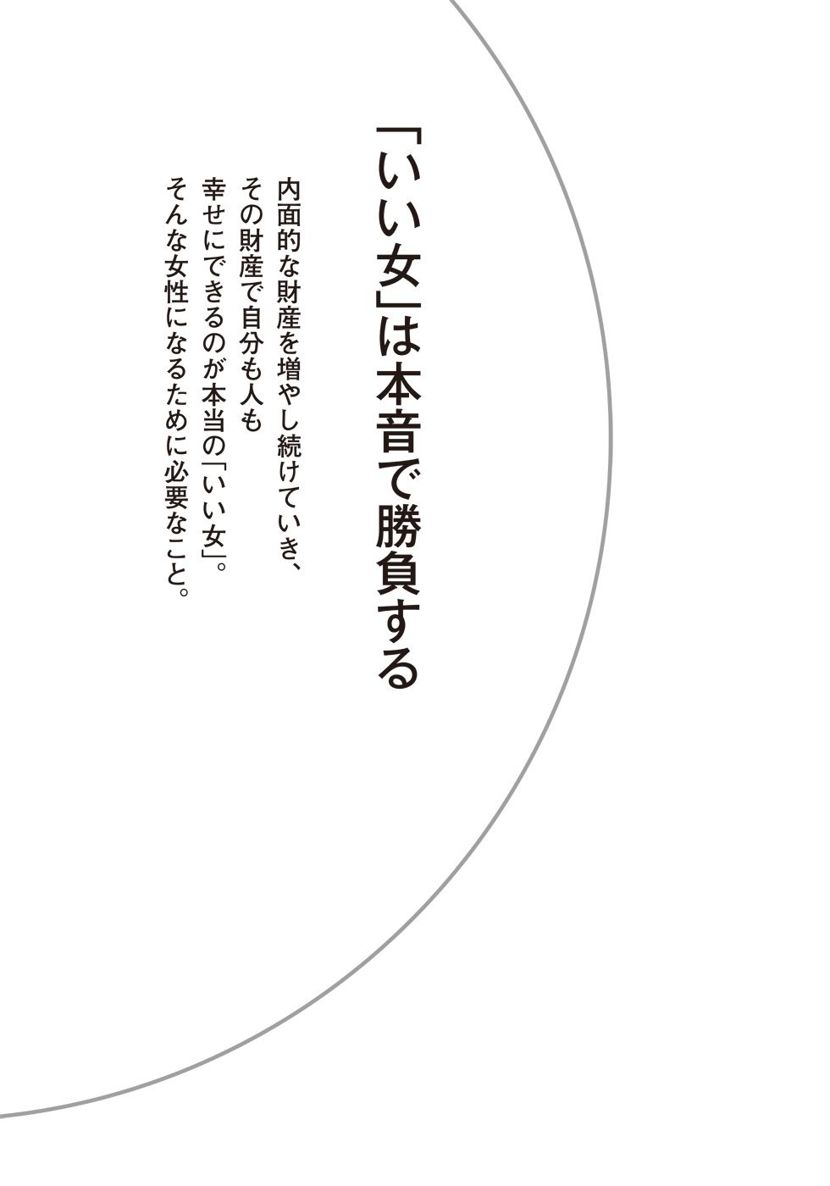 「いい女」は本音で勝負する
内面的な財産を増やし続けていき、
その財産で自分も人も
幸せにできるのが本当の「いい女」。
そんな女性になるために必要なこと。